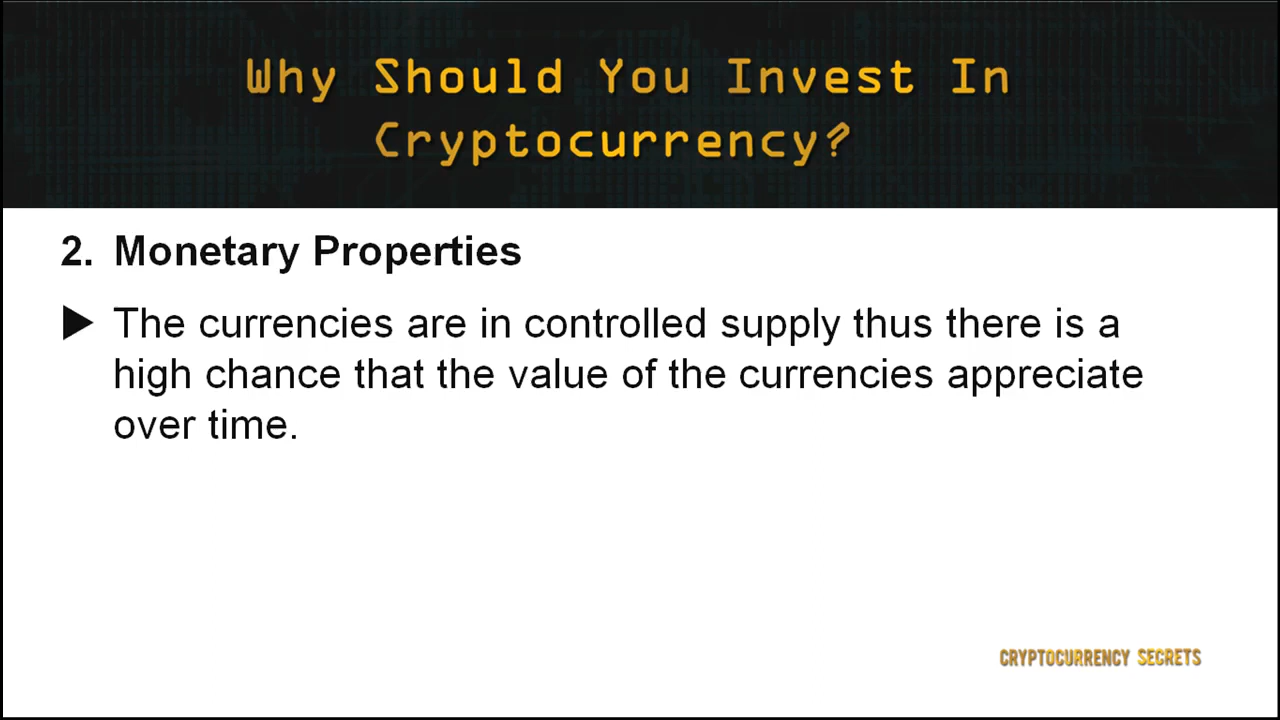 Why Should You Invest In
Cryptocurrency?
2. Monetary Properties
▶ The currencies are in controlled supply thus there is a
high chance that the value of the currencies appreciate
over time.
CRYPTOCURRENCY SECRETS